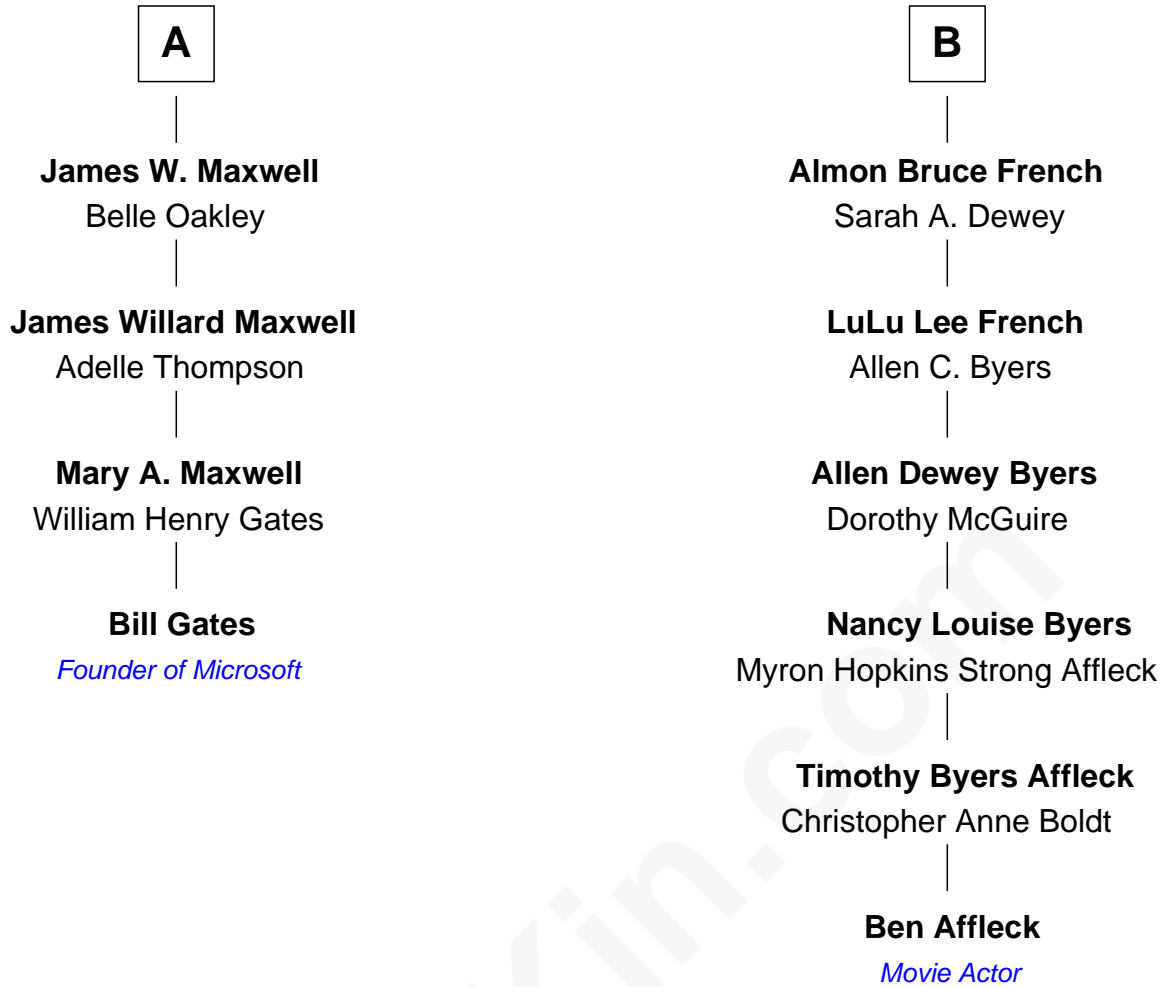 A
James W. Maxwell
Belle Oakley
James Willard Maxwell
Adelle Thompson
Mary A. Maxwell
William Henry Gates
Bill Gates
Founder of Microsoft
B
Almon Bruce French
Sarah A. Dewey
LuLu Lee French
Allen C. Byers
Allen Dewey Byers
Dorothy McGuire
Nancy Louise Byers
Myron Hopkins Strong Affleck
Timothy Byers Affleck
Christopher Anne Boldt
Ben Affleck
Movie Actor
Kin.com